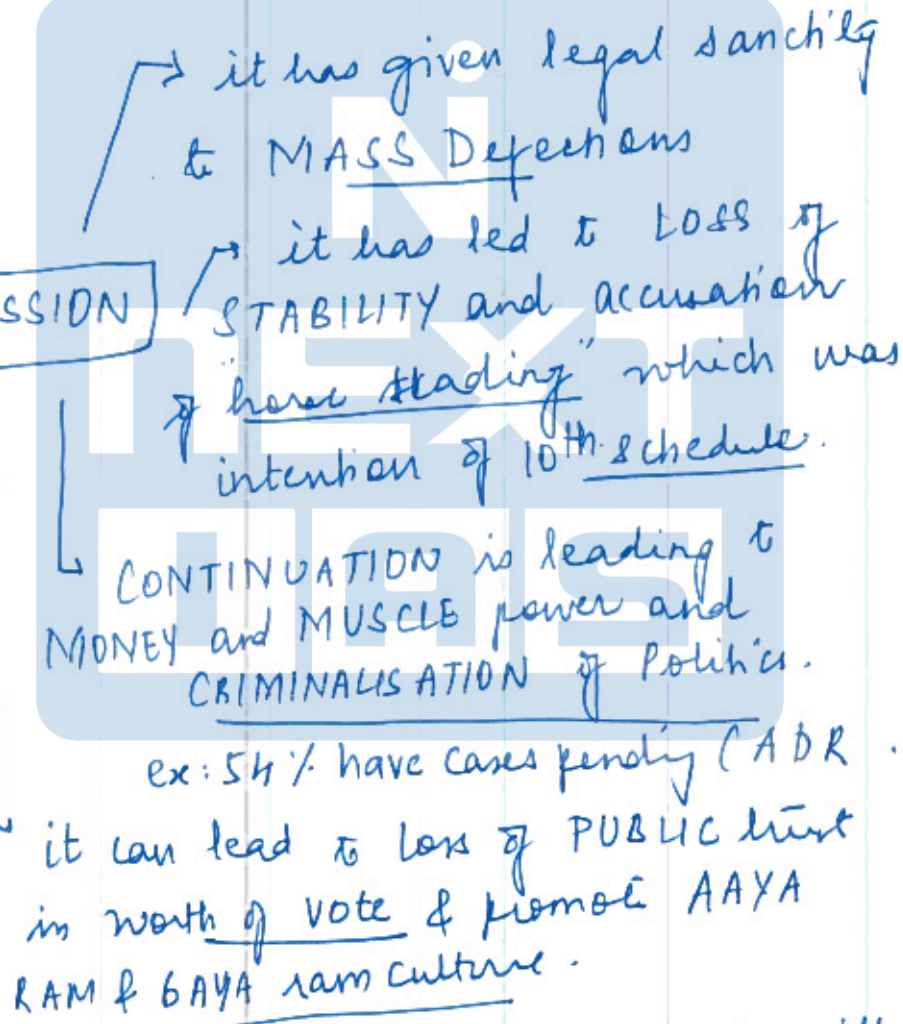 it has given legal sanctity
to MASS Defections
it has led to LOSS of
SSION STABILITY and accusation
of "horse trading" which was
intention of 10th schedule.
CONTINUATION is leading to
MONEY and MUSCLE power and
CRIMINALISATION of Politics.
ex: 54% have cases pending (ADR.
it can lead to loss of PUBLIC trust
in worth of vote & promote AAYA
RAM & GAYA ram culture.
NEXT
IAS